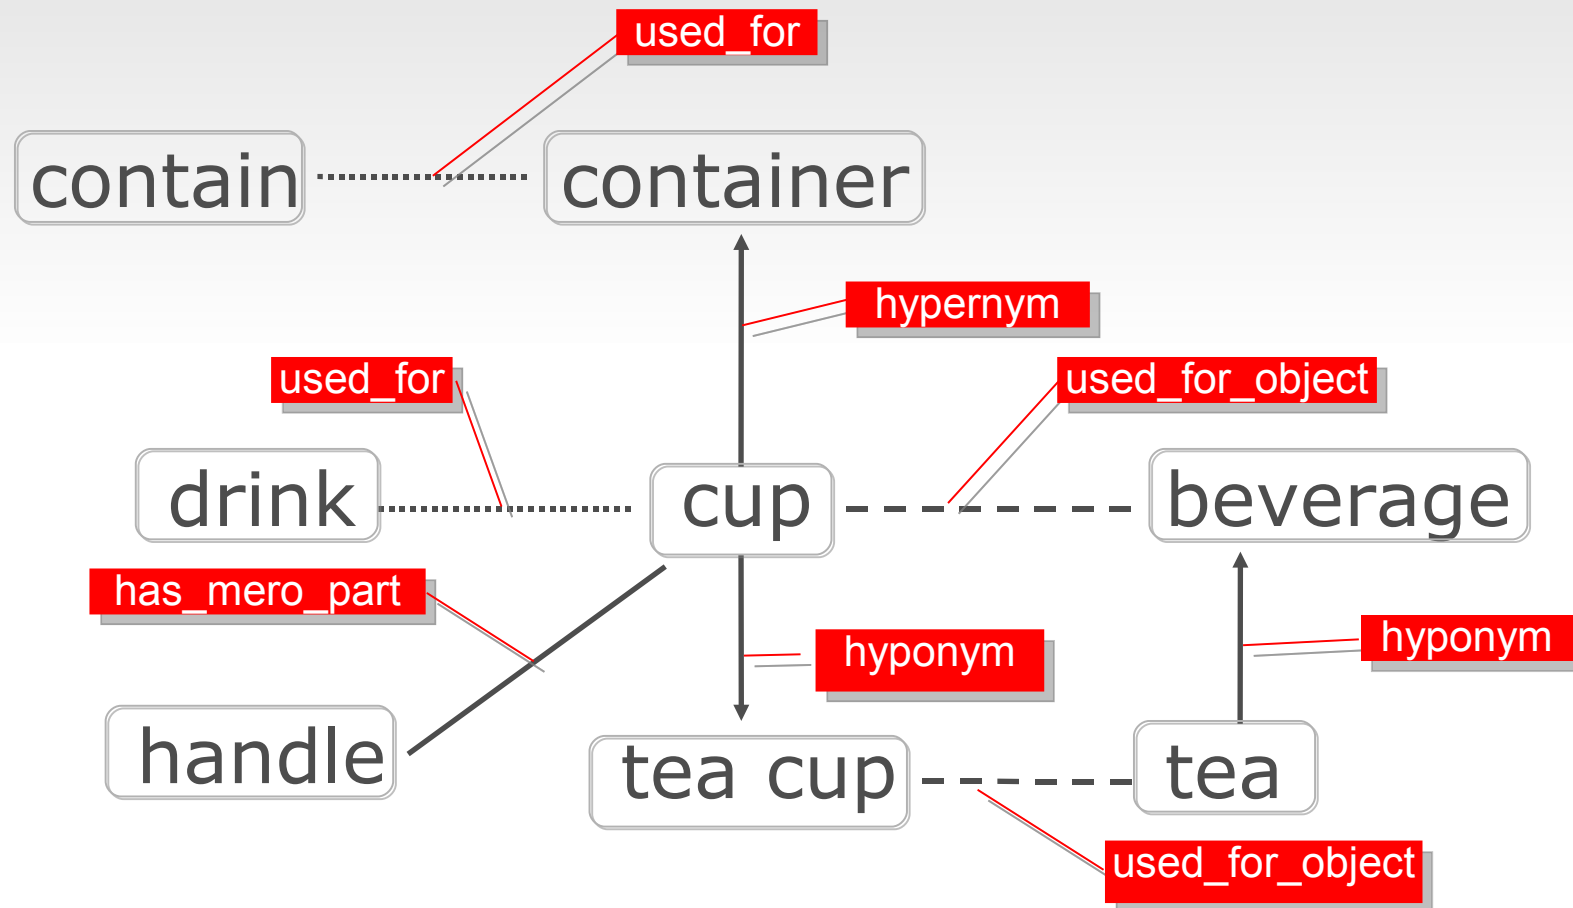 used_for
contain
container
hypernym
used_for
used_for_object
drink
cup
beverage
has_mero_part
hyponym
hyponym
handle
tea cup
tea
used_for_object